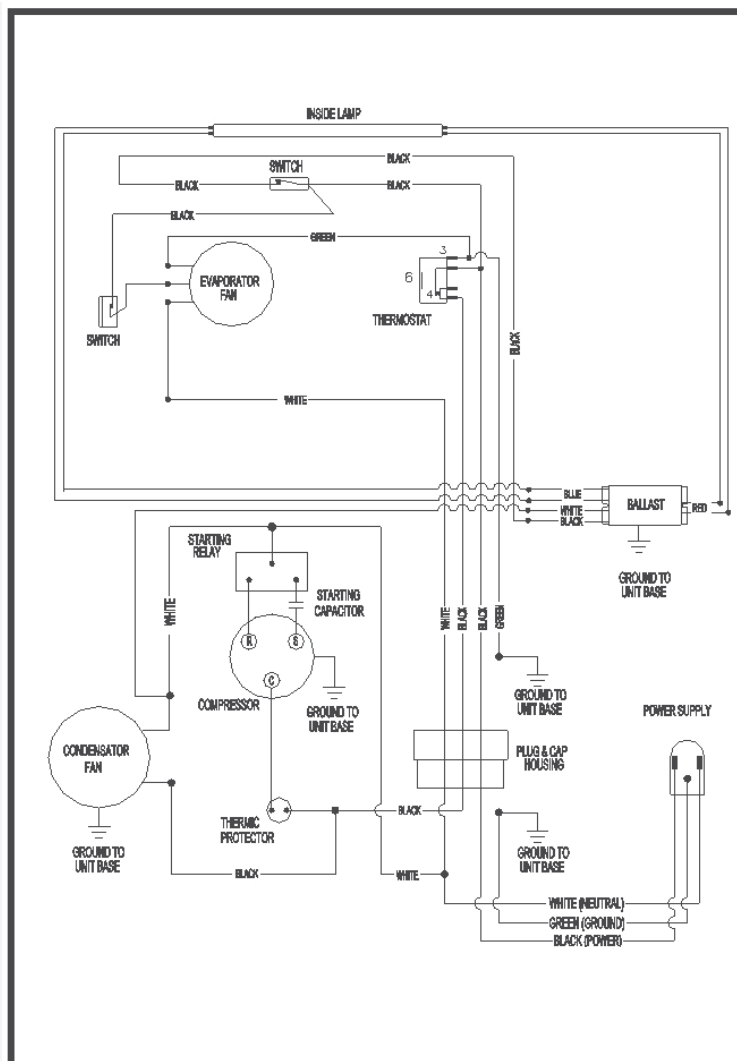 INSIDE LAMP
BLACK
SWITCH
BLACK
BLACK
BLACK
GREEN
3
EVAPORATOR
FAN
6
4
THERMOSTAT
SWITCH
BLACK
WHITE
BLUE
WHITE
BLACK
BALLAST
RED
GROUND TO
UNIT BASE
STARTING
RELAY
STARTING
CAPACITOR
WHITE
R
S
C
COMPRESSOR
GROUND TO
UNIT BASE
WHITE
BLACK
BLACK
GREEN
GROUND TO
UNIT BASE
POWER SUPPLY
CONDENSATOR
FAN
PLUG & CAP
HOUSING
GROUND TO
UNIT BASE
THERMIC
PROTECTOR
BLACK
GROUND TO
UNIT BASE
BLACK
WHITE
WHITE (NEUTRAL)
GREEN (GROUND)
BLACK (POWER)